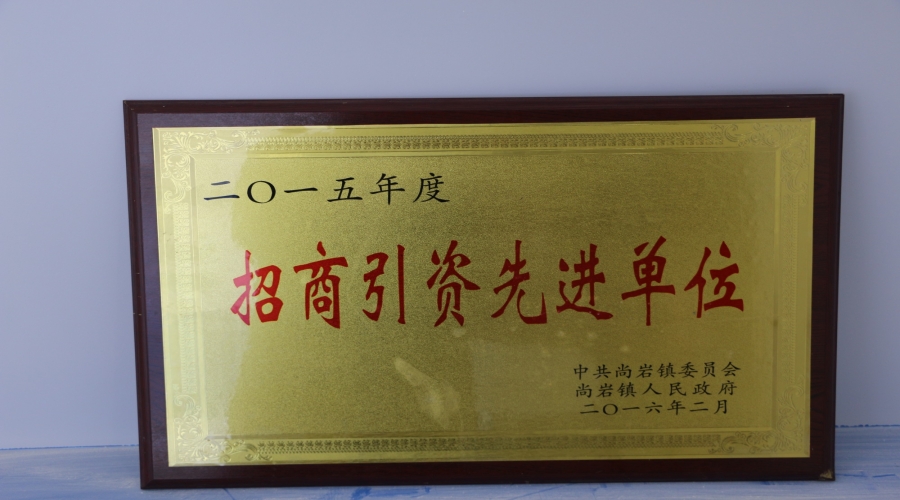 二〇一五年度
招商引资先进单位
中共尚岩镇委员会
尚岩镇人民政府
二〇一六年二月